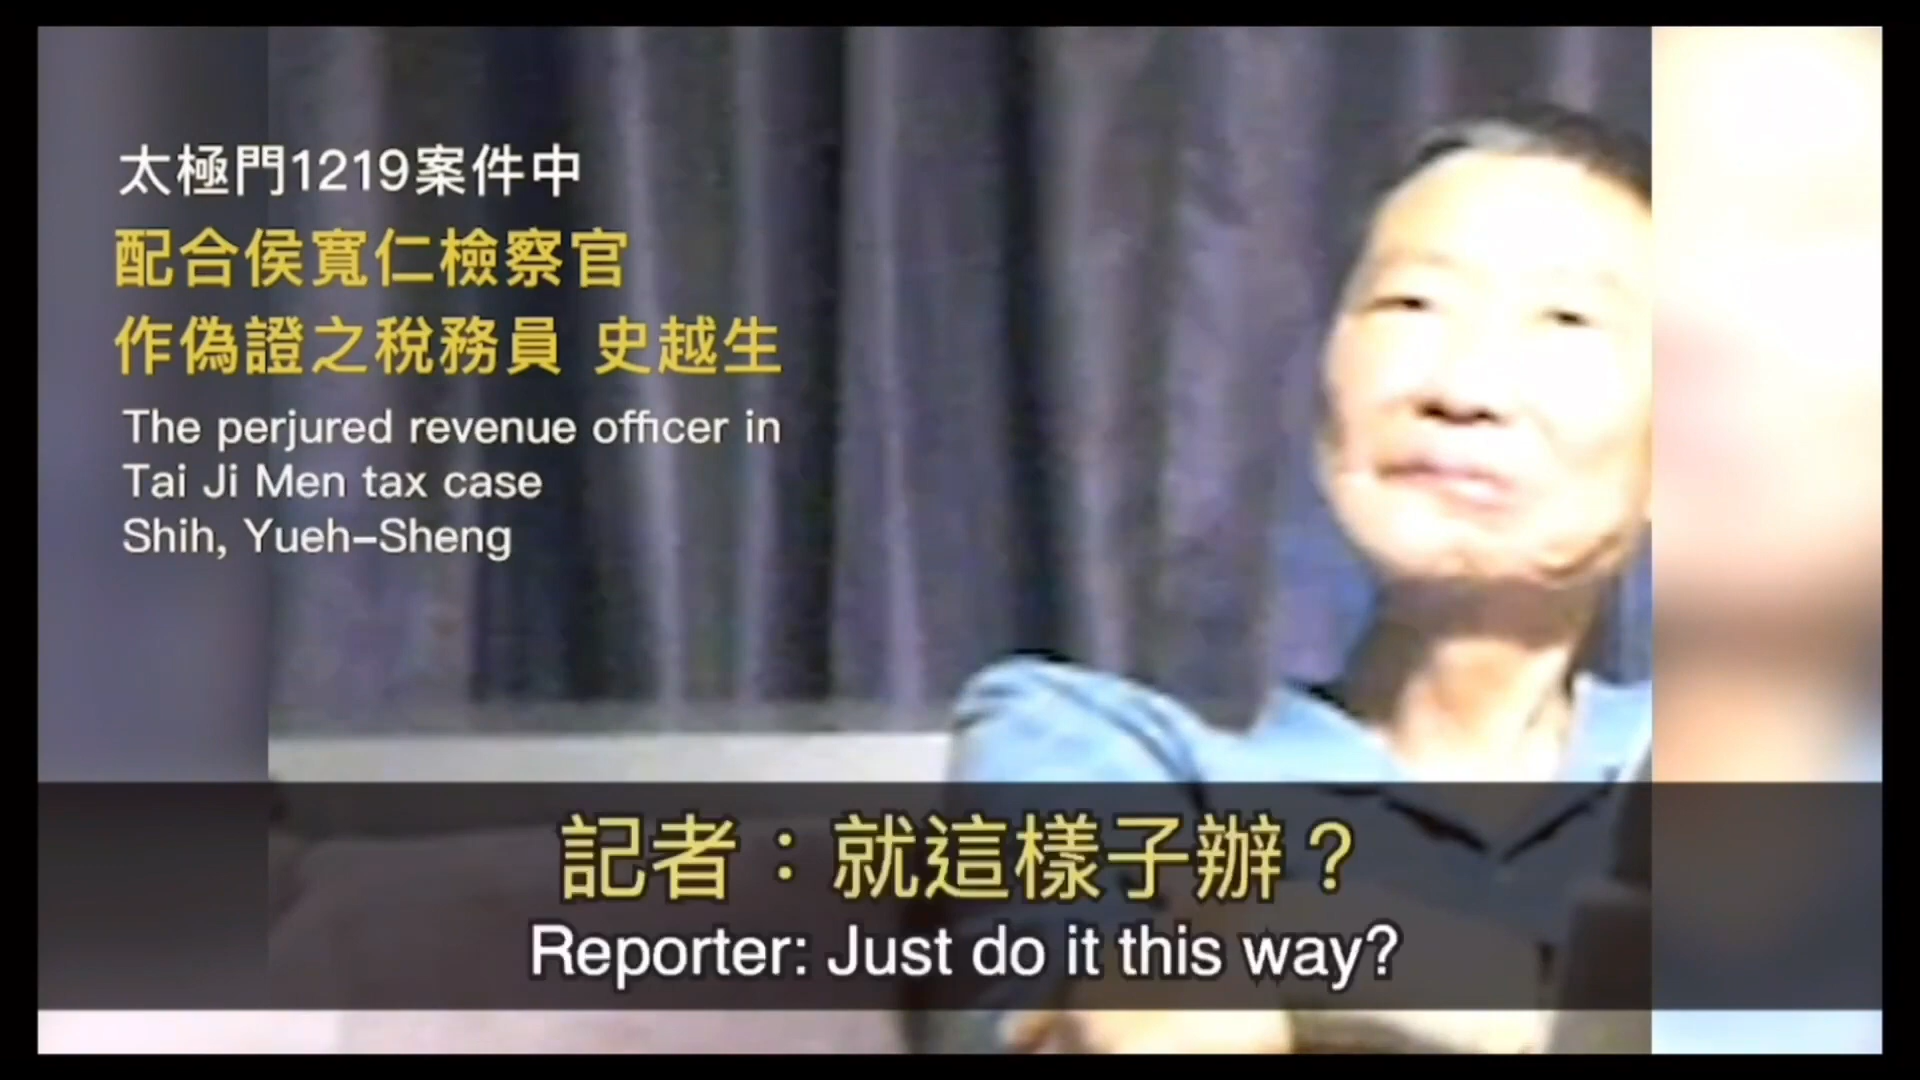 太極門1219案件中
配合侯寬仁檢察官
作偽證之稅務員 史越生
The perjured revenue officer in
Tai Ji Men tax case
Shih, Yueh-Sheng
記者：就這樣子辦？
Reporter: Just do it this way?